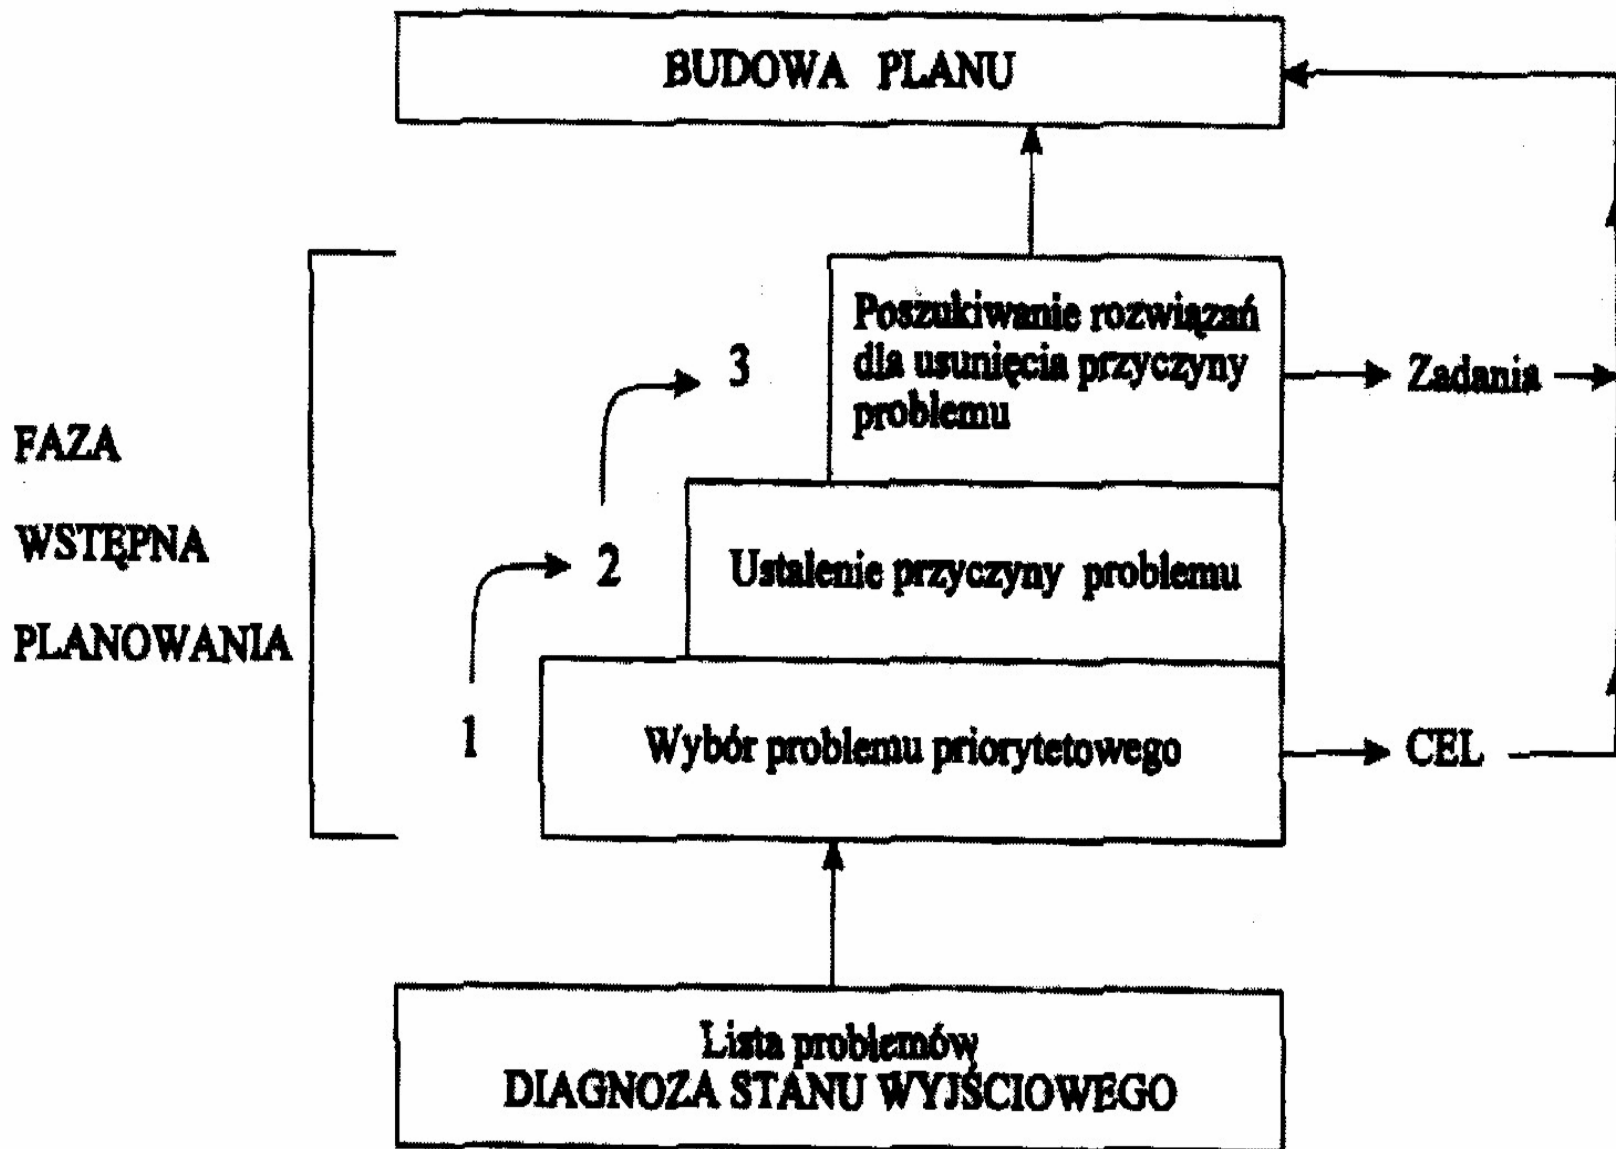 BUDOWA PLANU
Poszukiwanie rozwiązań
dla usunięcia przyczyny
problemu
3
Zadania
FAZA
WSTĘPNA
PLANOWANIA
2
Ustalenie przyczyny problemu
1
Wybór problemu priorytetowego
CEL
Lista problemów
DIAGNOZA STANU WYJŚCIOWEGO